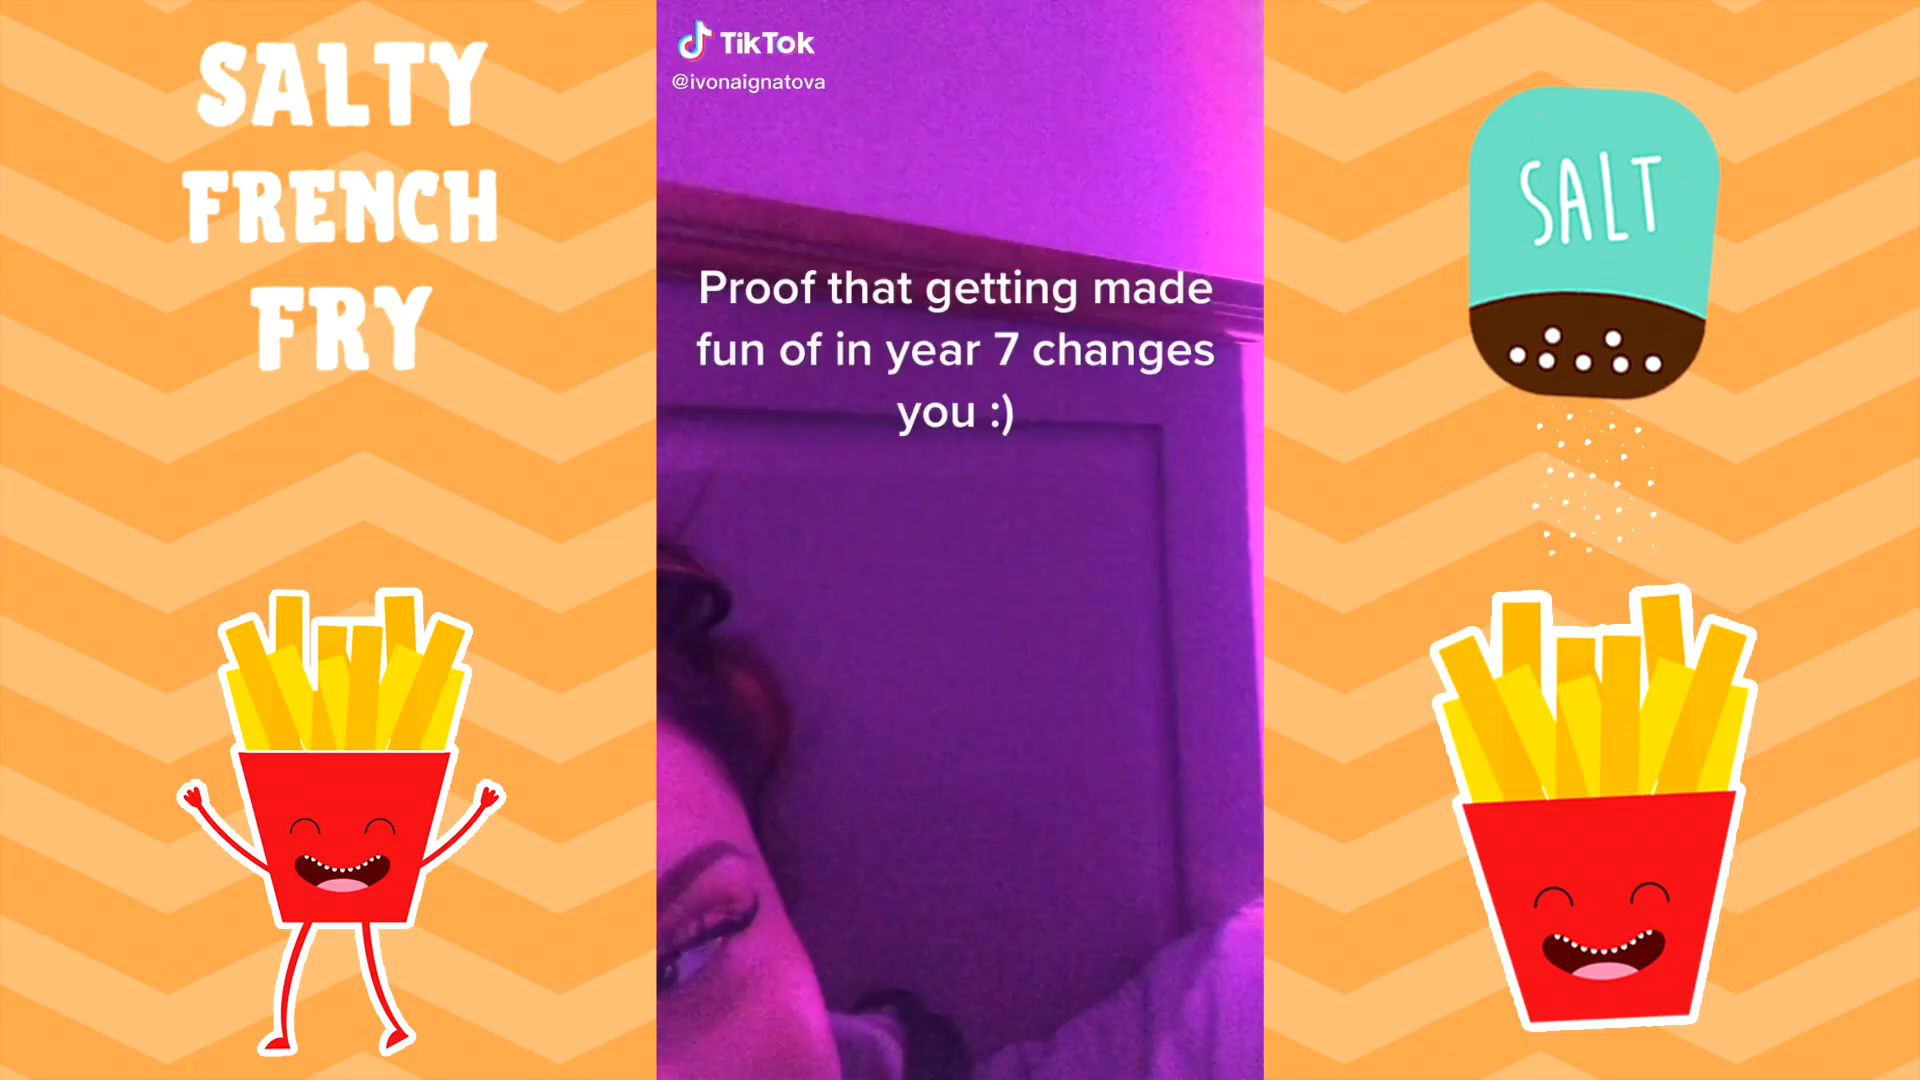 SALTY
FRENCH
FRY
TikTok
@ivonaignatova
Proof that getting made
fun of in year 7 changes
you :)
SALT